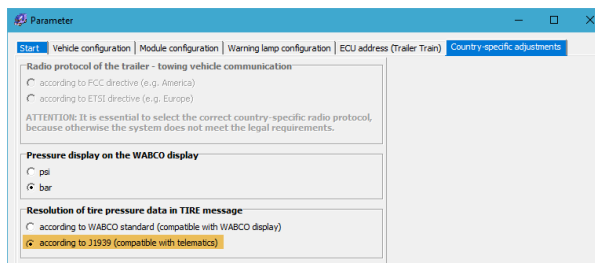 Parameter
Start Vehicle configuration Module configuration Warning lamp configuration ECU address (Trailer Train) Country-specific adjustments
Radio protocol of the trailer - towing vehicle communication
according to FCC directive (e.g. America)
according to ETSI directive (e.g. Europe)
ATTENTION: It is essential to select the correct country-specific radio protocol,
because otherwise the system does not meet the legal requirements.
Pressure display on the WABCO display
psi
bar
Resolution of tire pressure data in TIRE message
according to WABCO standard (compatible with WABCO display)
according to J1939 (compatible with telematics)